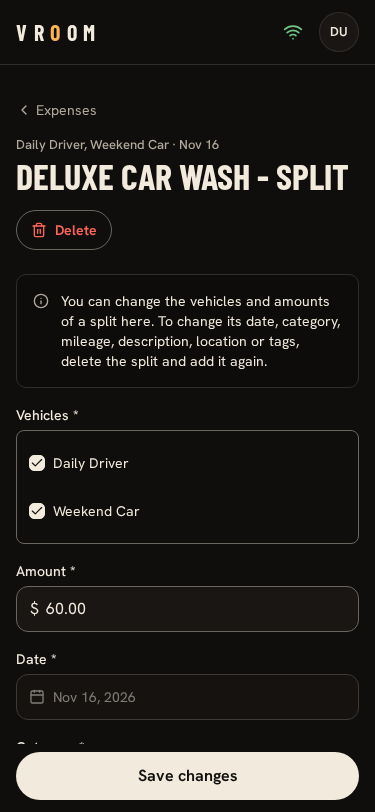 VROOM
DU
Expenses
Daily Driver, Weekend Car · Nov 16
DELUXE CAR WASH - SPLIT
Delete
You can change the vehicles and amounts
of a split here. To change its date, category,
mileage, description, location or tags,
delete the split and add it again.
Vehicles *
Daily Driver
Weekend Car
Amount *
$ 60.00
Date *
Nov 16, 2026
Save changes